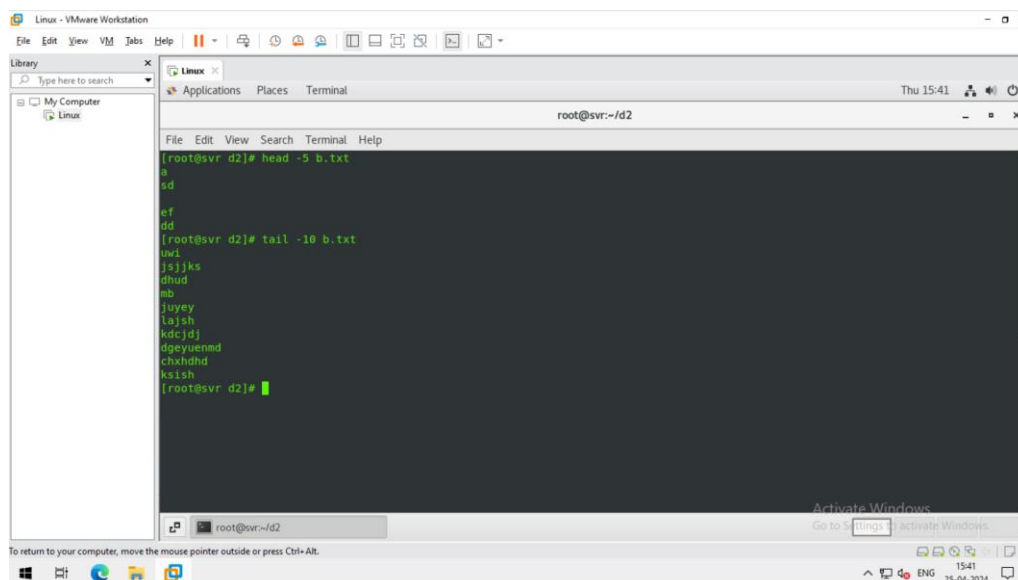 Linux - VMware Workstation
File Edit View VM Tabs Help
Library
Type here to search
My Computer
Linux
Linux
Applications Places Terminal
Thu 15:41
root@svr:~/d2
File Edit View Search Terminal Help
[root@svr d2]# head -5 b.txt
a
sd
ef
dd
[root@svr d2]# tail -10 b.txt
uwi
jsjjks
dhud
mb
juyey
lajsh
kdcjdj
dgeyuenmd
chxhdhd
ksish
[root@svr d2]#
Activate Windows
Go to Settings to activate Windows.
root@svr:~/d2
To return to your computer, move the mouse pointer outside or press Ctrl+Alt.
ENG
15:41
25-04-2024